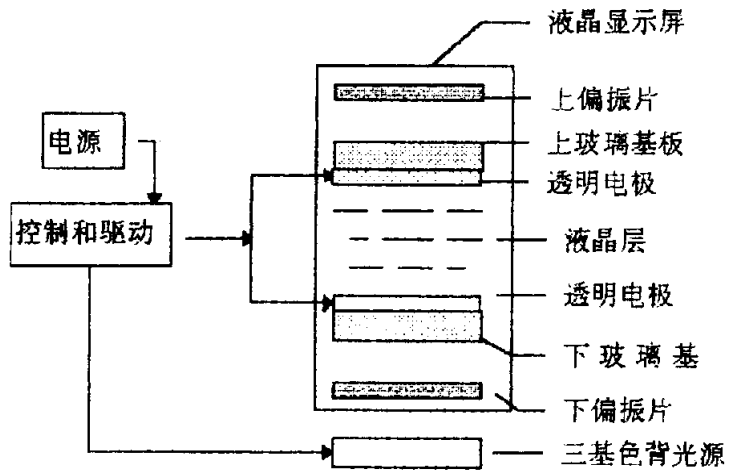 液晶显示屏
上偏振片
电源
上玻璃基板
透明电极
控制和驱动
液晶层
透明电极
下玻璃基
下偏振片
三基色背光源